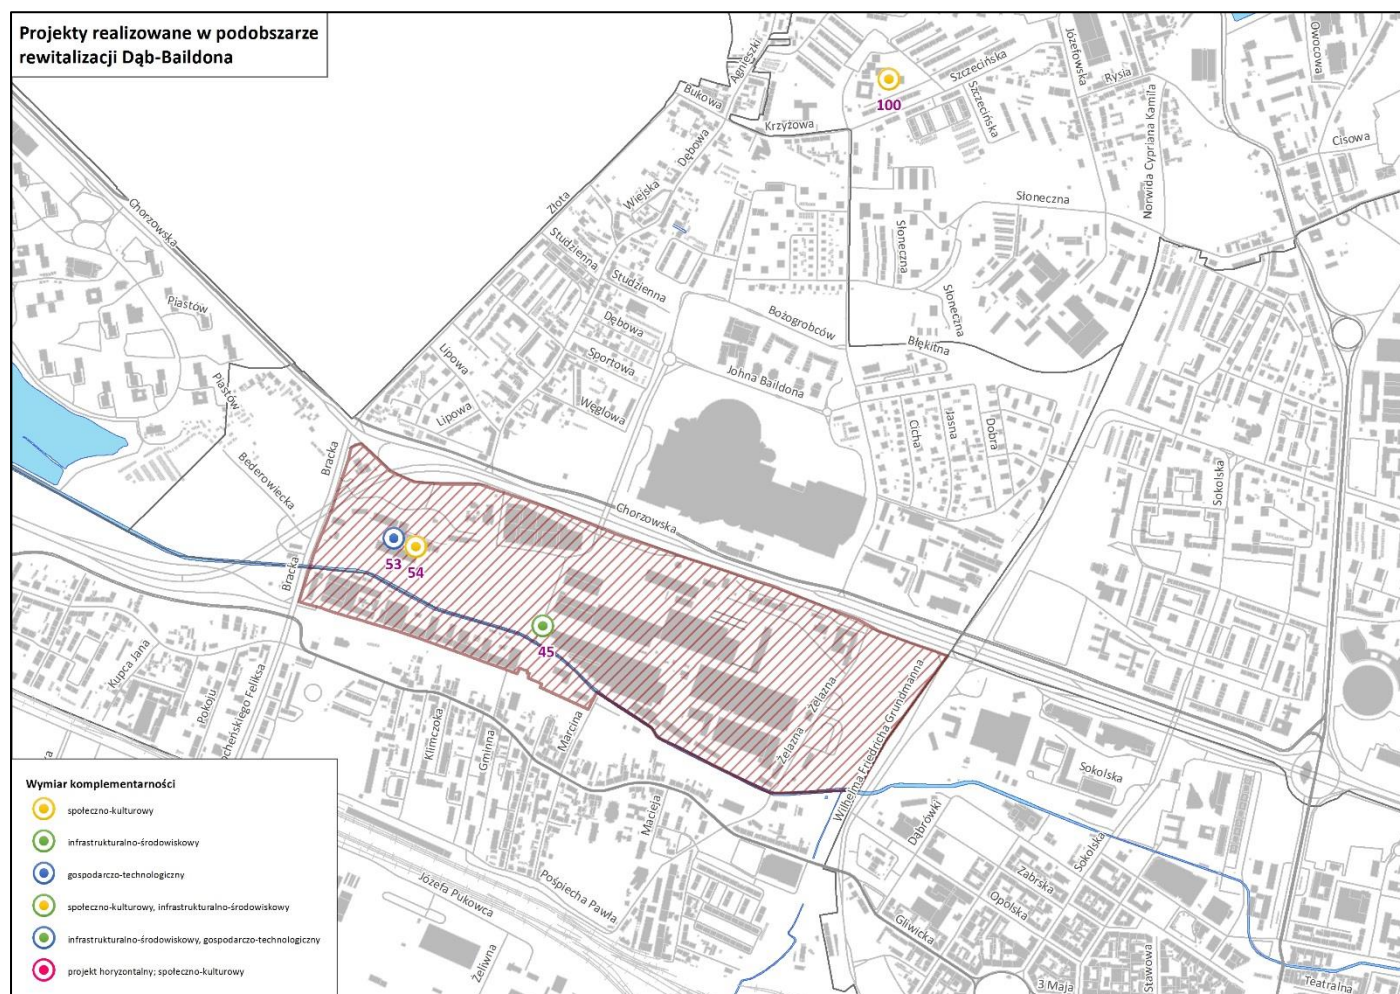 Projekty realizowane w podobszarze
rewitalizacji Dąb-Baildona
Agnieszki
Bukowa
Krzyżowa
Dębowa
Wiejska
Złota
100
Szczecińska
Szczecińska
Józefowska
Rysia
Norwida Cypriana Kamila
Owocowa
Cisowa
Chorzowska
Słoneczna
Słoneczna
Słoneczna
Studzienna
Studzienna
Dębowa
Sportowa
Węglowa
Bożogrobców
Błękitna
Johna Baildona
Piastów
Piastów
Lipowa
Lipowa
Cicha
Jasna
Dobra
Sokolska
Bracka
Bederowiecka
Chorzowska
53
54
Bracka
45
Kupca Jana
Pokoju
ocheńskiego Feliksa
Klimczoka
Gminna
Marcina
Żelazna
Żelazna
Wilhelma Friedricha Grundmanna
Sokolska
Macieja
Dąbrówki
Sokolska
Zabrska
Opolska
Gliwicka
Pośpiecha Pawła
Józefa Pukowca
Żeliwna
3 Maja
Stawowa
Teatralna
Wymiar komplementarności
społeczno-kulturowy
infrastrukturalno-środowiskowy
gospodarczo-technologiczny
społeczno-kulturowy, infrastrukturalno-środowiskowy
infrastrukturalno-środowiskowy, gospodarczo-technologiczny
projekt horyzontalny; społeczno-kulturowy